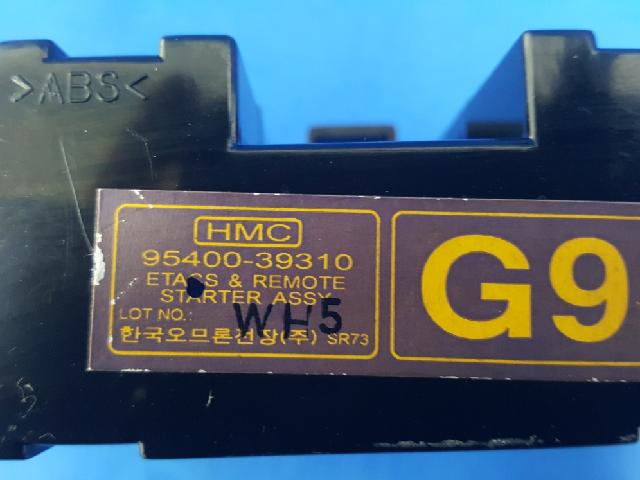 >ABS<
HMC
95400-39310
ETACS & REMOTE
STARTER ASSY
LOT NO.: WH5
한국오므론전장(주) SR73
G9